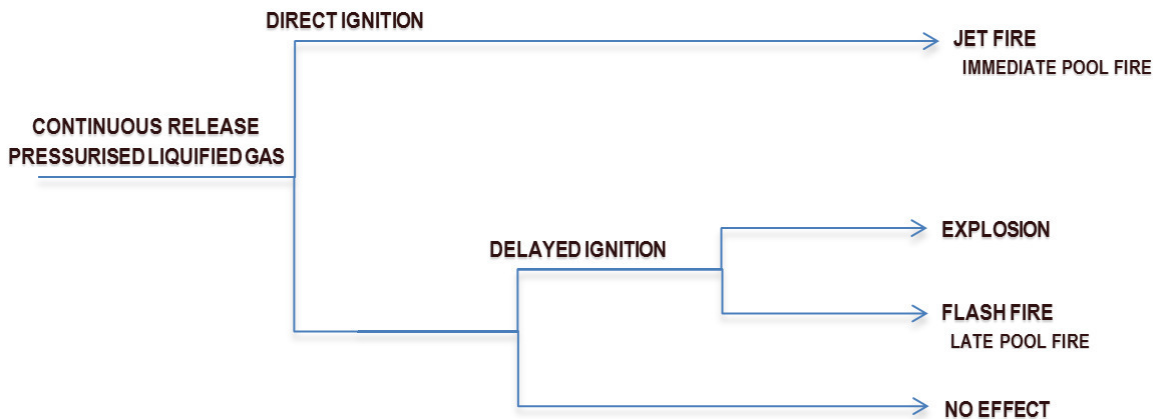 DIRECT IGNITION
JET FIRE
IMMEDIATE POOL FIRE
CONTINUOUS RELEASE
PRESSURISED LIQUIFIED GAS
EXPLOSION
DELAYED IGNITION
FLASH FIRE
LATE POOL FIRE
NO EFFECT